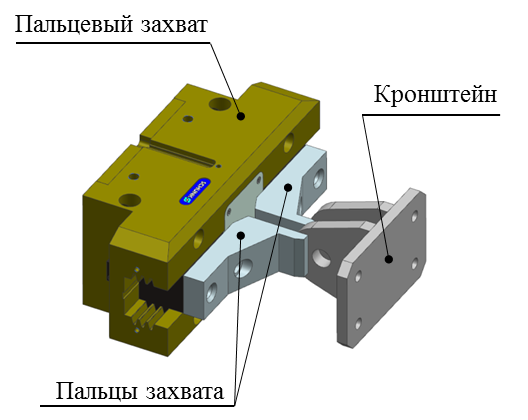 Пальцевый захват
Кронштейн
Пальцы захвата